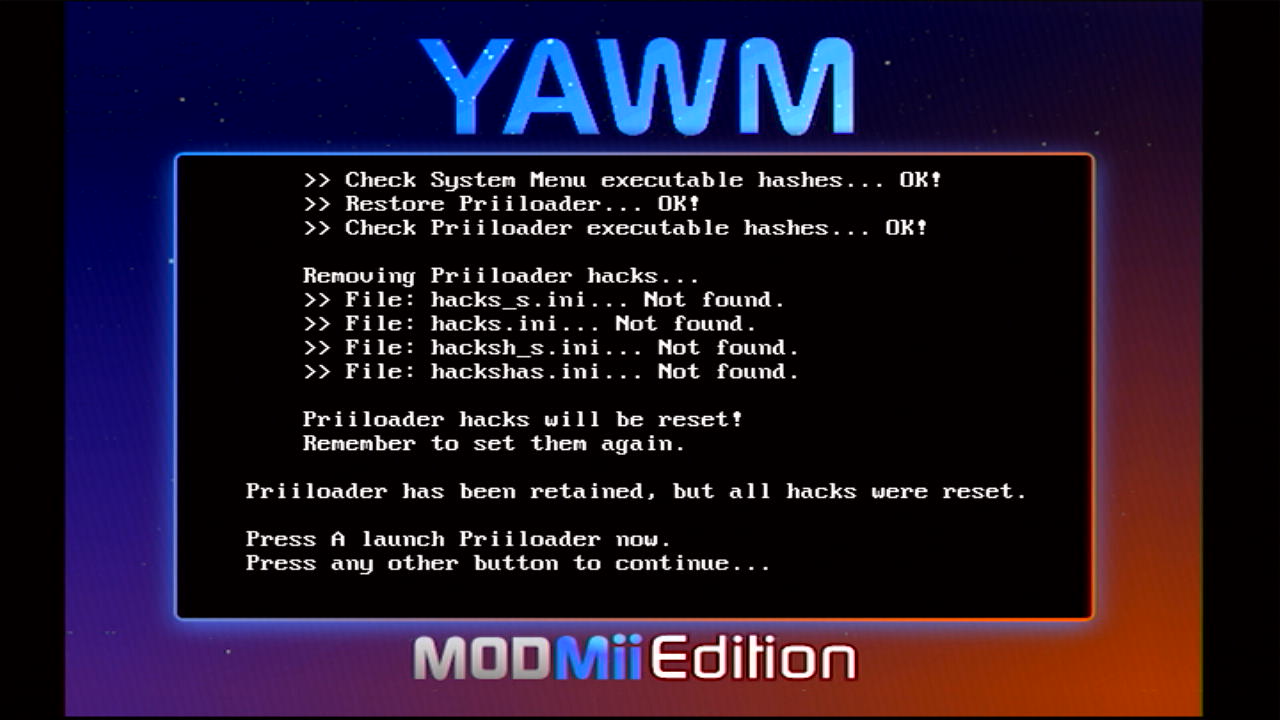 YAWM
>> Check System Menu executable hashes... OK!
>> Restore Priiloader... OK!
>> Check Priiloader executable hashes... OK!
Removing Priiloader hacks...
>> File: hacks_s.ini... Not found.
>> File: hacks.ini... Not found.
>> File: hacksh_s.ini... Not found.
>> File: hackshas.ini... Not found.
Priiloader hacks will be reset!
Remember to set them again.
Priiloader has been retained, but all hacks were reset.
Press A launch Priiloader now.
Press any other button to continue...
MODMii Edition